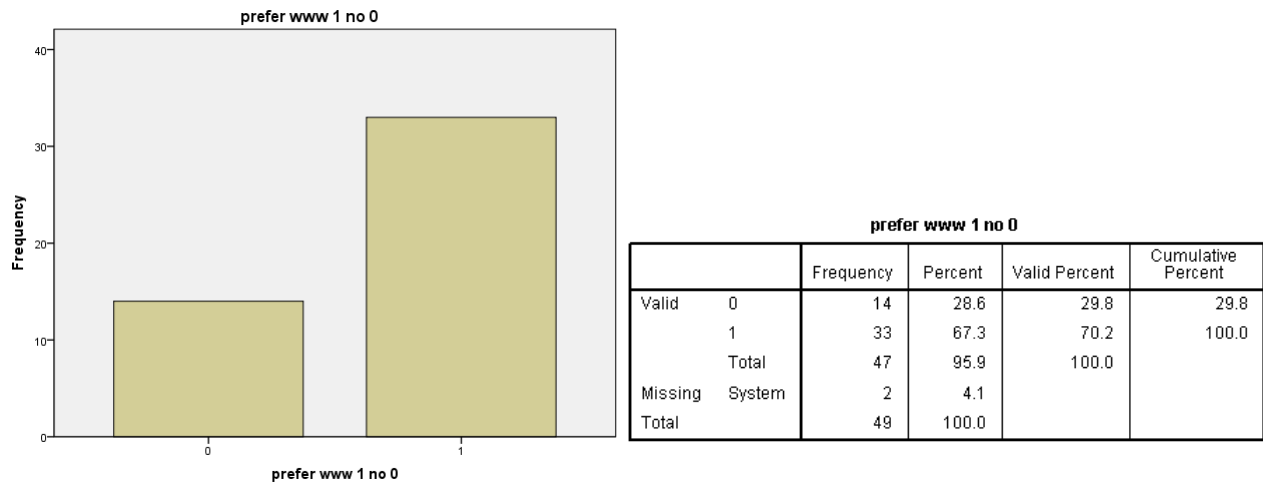 prefer www 1 no 0
40
30
20
10
0
Frequency
0 1
prefer www 1 no 0
prefer www 1 no 0
Frequency Percent Valid Percent Cumulative Percent
Valid 0 14 28.6 29.8 29.8
1 33 67.3 70.2 100.0
Total 47 95.9 100.0
Missing System 2 4.1
Total 49 100.0